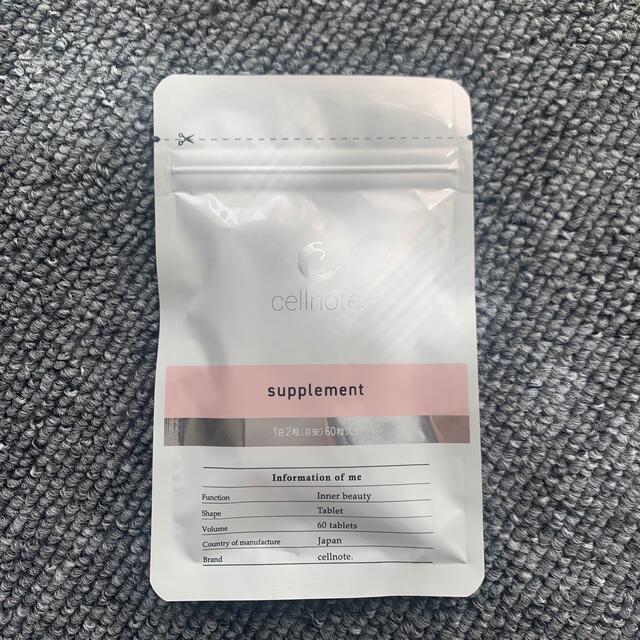 cellnote.
supplement
1日2粒(目安)60粒入
Information of me
Function Inner beauty
Shape Tablet
Volume 60 tablets
Country of manufacture Japan
Brand cellnote.